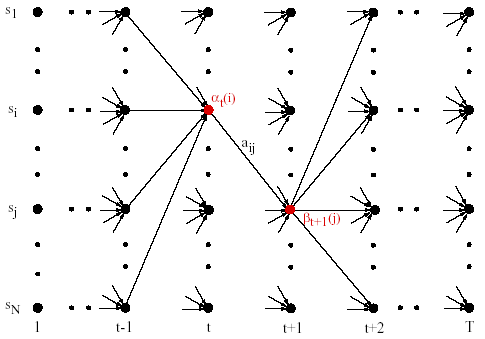 s1
si
αt(i)
aij
sj
βt+1(j)
sN
1 t-1 t t+1 t+2 T